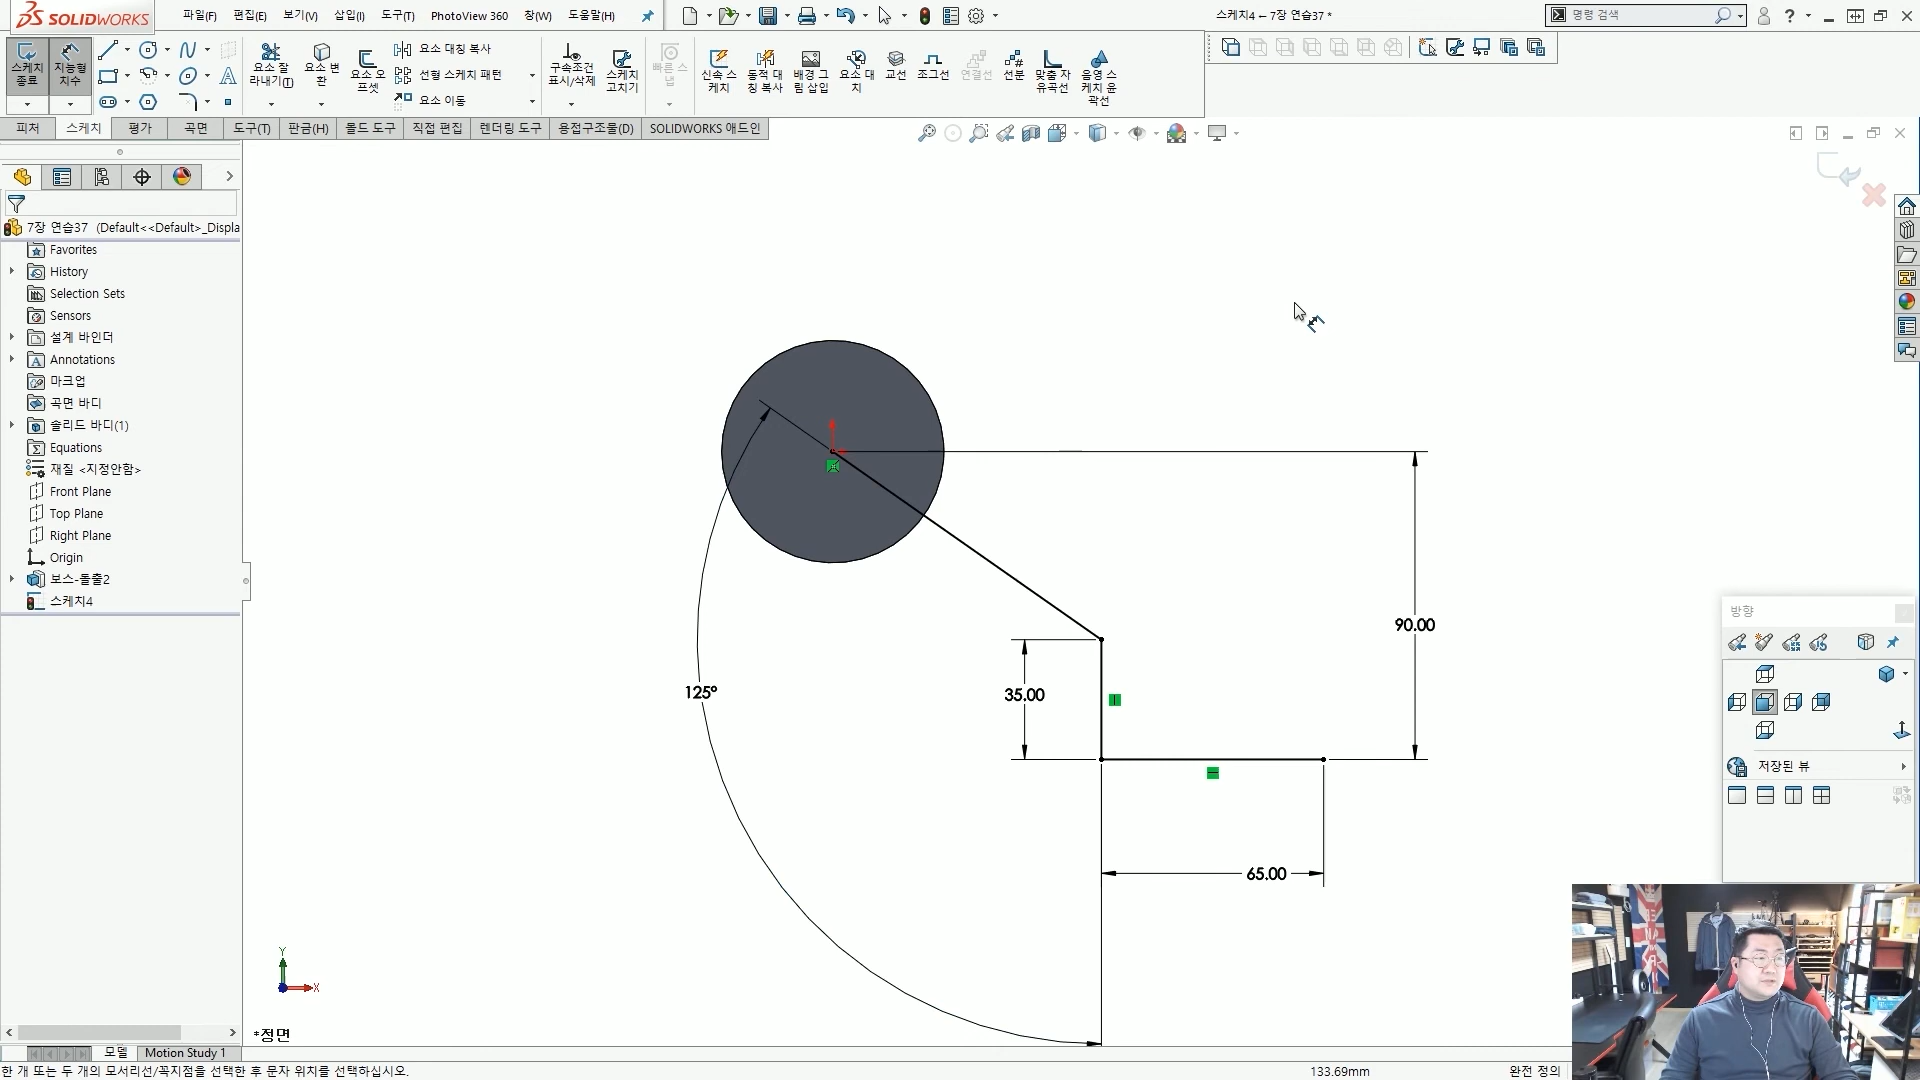 SOLIDWORKS
파일(F) 편집(E) 보기(V) 삽입(I) 도구(T) PhotoView 360 창(W) 도움말(H)
스케치4 ← 7장 연습37 *
명령 검색
스케치 종료
지능형 치수
요소 잘라내기(T)
요소 변환
요소 오프셋
요소 대칭 복사
선형 스케치 패턴
요소 이동
구속조건 표시/삭제
스케치 고치기
빠른 스냅
신속 스케치
동적 대칭 복사
배경 그림 삽입
요소 대치
교선
조그선
연결선
선분
맞춤 자유곡선
음영 스케치 윤곽선
피처 스케치 평가 곡면 도구(T) 판금(H) 몰드 도구 직접 편집 렌더링 도구 용접구조물(D) SOLIDWORKS 애드인
7장 연습37 (Default<<Default>_Displa
Favorites
History
Selection Sets
Sensors
설계 바인더
Annotations
마크업
곡면 바디
솔리드 바디(1)
Equations
재질 <지정안함>
Front Plane
Top Plane
Right Plane
Origin
보스-돌출2
스케치4
125°
35.00
90.00
65.00
방향
저장된 뷰
Y
X
*정면
모델 Motion Study 1
한 개 또는 두 개의 모서리선/꼭지점을 선택한 후 문자 위치를 선택하십시오.
133.69mm
완전 정의